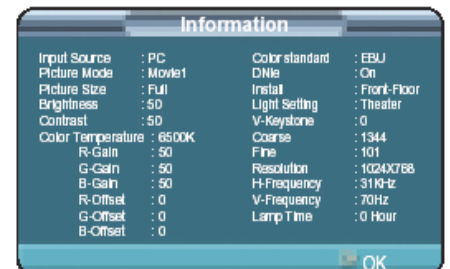 Information
Input Source : PC
Picture Mode : Movie1
Picture Size : Full
Brightness : 50
Contrast : 50
Color Temperature : 6500K
R-Gain : 50
G-Gain : 50
B-Gain : 50
R-Offset : 0
G-Offset : 0
B-Offset : 0
Color standard : EBU
DNIe : On
Install : Front-Floor
Light Setting : Theater
V-Keystone : 0
Coarse : 1344
Fine : 101
Resolution : 1024X768
H-Frequency : 31KHz
V-Frequency : 70Hz
Lamp Time : 0 Hour
OK